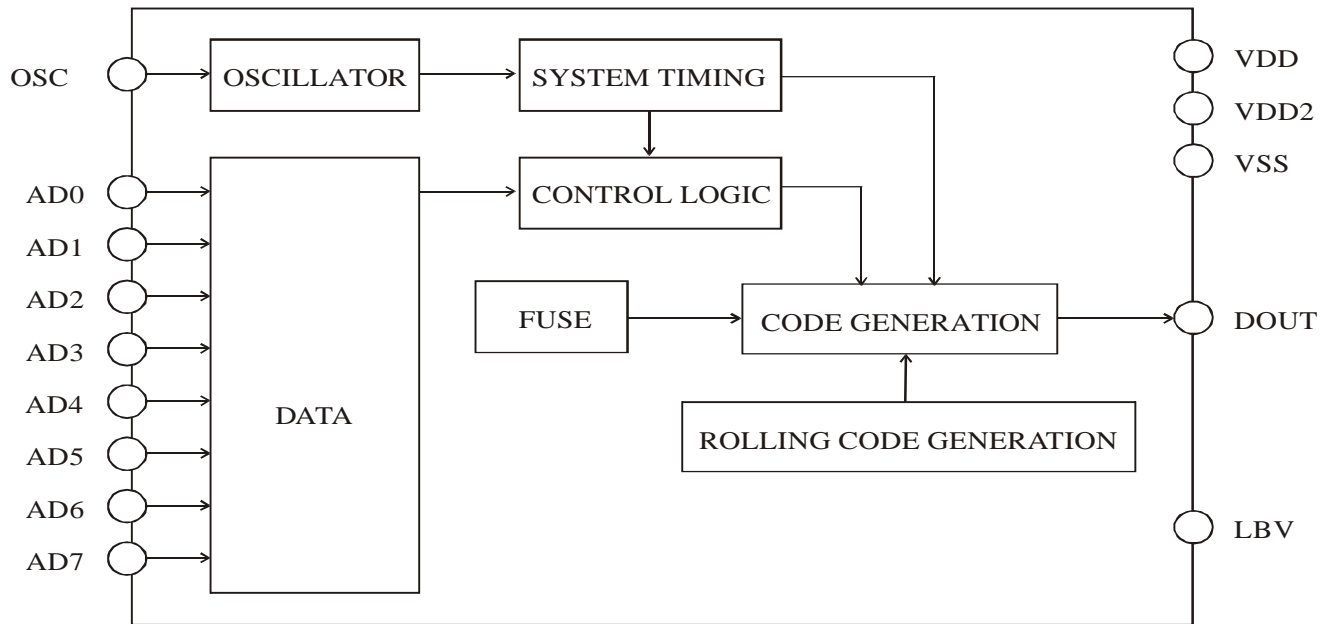 OSC
OSCILLATOR
SYSTEM TIMING
VDD
VDD2
VSS
AD0
AD1
AD2
AD3
AD4
AD5
AD6
AD7
DATA
CONTROL LOGIC
FUSE
CODE GENERATION
DOUT
ROLLING CODE GENERATION
LBV